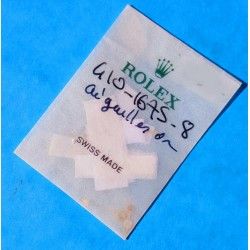 ROLEX
410-1675-8
aiguilles or
SWISS MADE